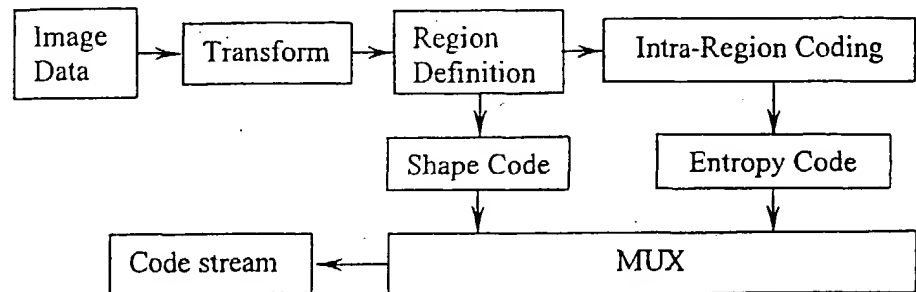 Image
Data
Transform
Region
Definition
Intra-Region Coding
Shape Code
Entropy Code
Code stream
MUX